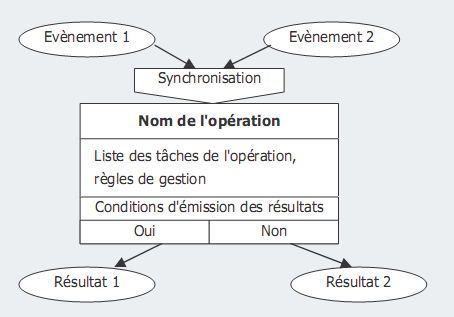 Evènement 1
Evènement 2
Synchronisation
Nom de l'opération
Liste des tâches de l'opération,
règles de gestion
Conditions d'émission des résultats
Oui
Non
Résultat 1
Résultat 2